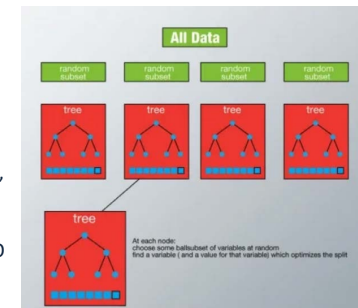 All Data
random
subset
random
subset
random
subset
random
subset
tree
tree
tree
tree
tree
At each node:
choose some ballsubset of variables at random
find a variable ( and a value for that variable) which optimizes the split